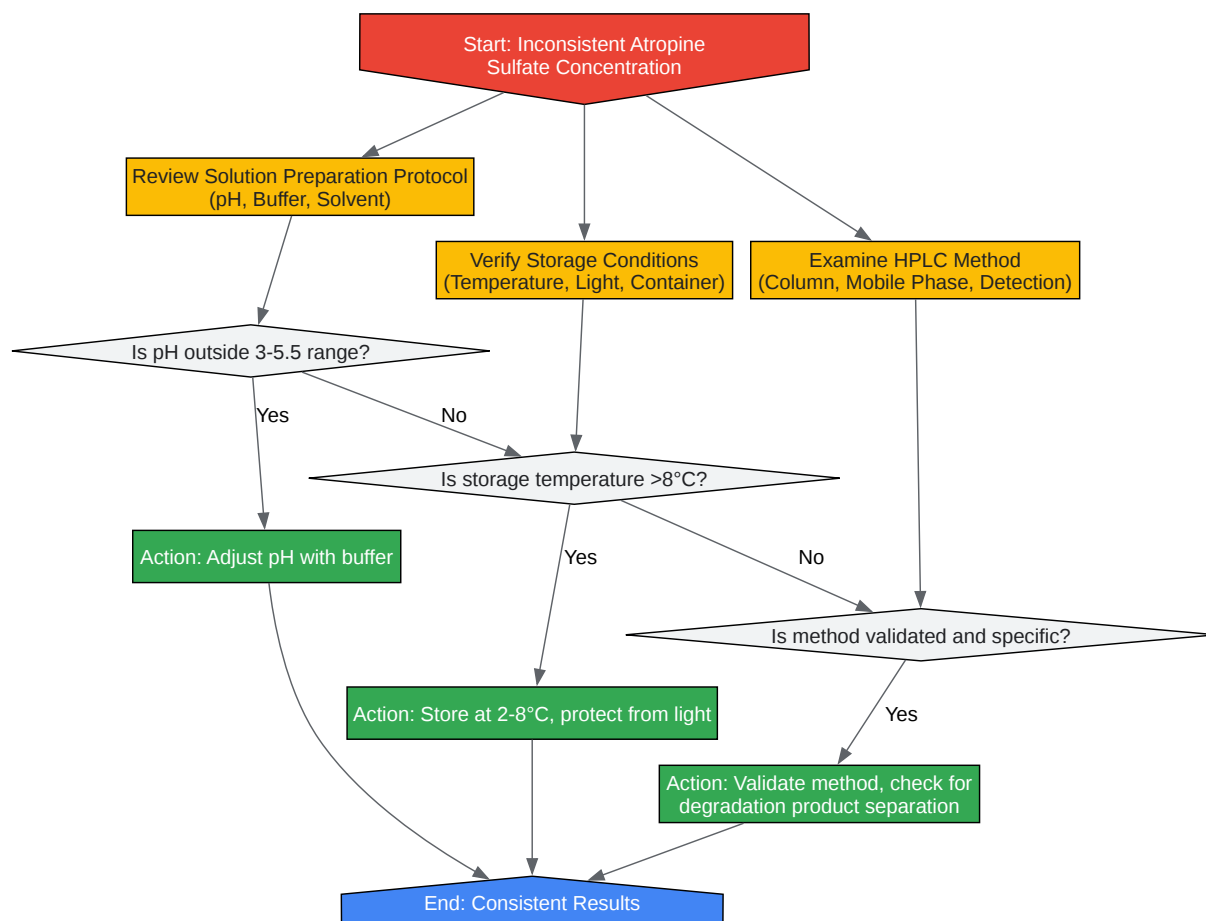 Start: Inconsistent Atropine
Sulfate Concentration
Review Solution Preparation Protocol
(pH, Buffer, Solvent)
Verify Storage Conditions
(Temperature, Light, Container)
Examine HPLC Method
(Column, Mobile Phase, Detection)
Is pH outside 3-5.5 range?
Yes
No
Is storage temperature >8°C?
Action: Adjust pH with buffer
Yes
No
Is method validated and specific?
Action: Store at 2-8°C, protect from light
Yes
Action: Validate method, check for
degradation product separation
End: Consistent Results